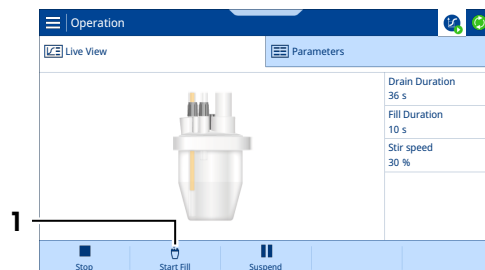 Operation
Live View
Parameters
Drain Duration
36 s
Fill Duration
10 s
Stir speed
30 %
1
Stop
Start Fill
Suspend